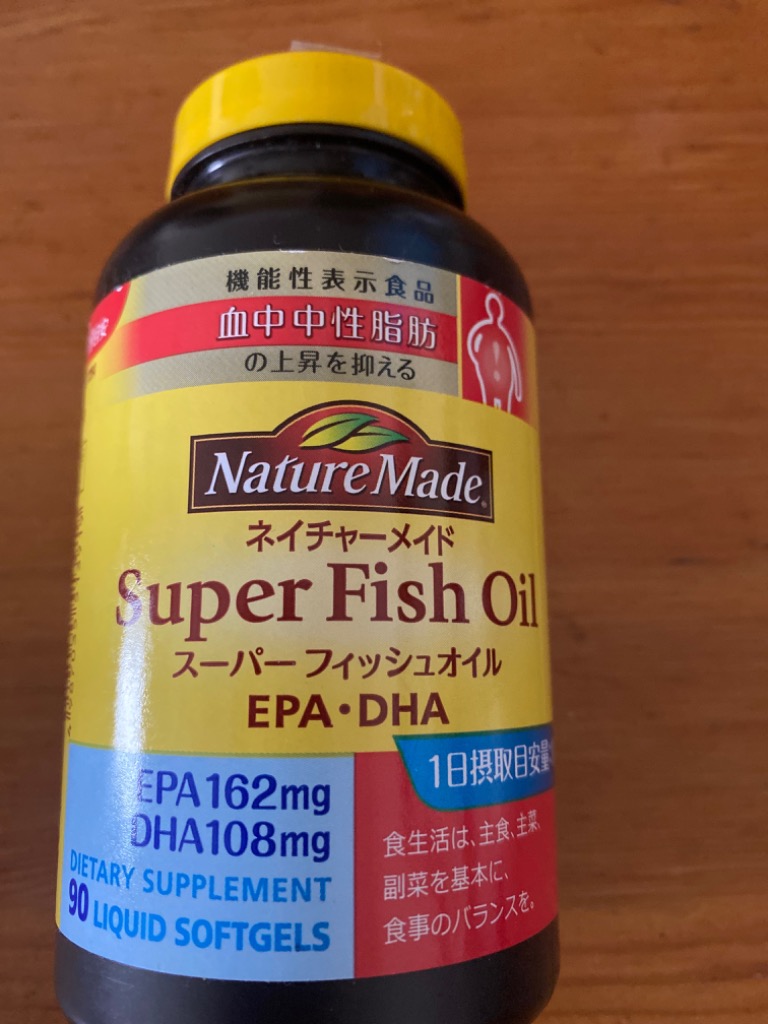 機能性表示食品
血中中性脂肪
の上昇を抑える
Nature Made
ネイチャーメイド
Super Fish Oil
スーパー フィッシュオイル
EPA・DHA
EPA162mg
DHA108mg
DIETARY SUPPLEMENT
90 LIQUID SOFTGELS
1日摂取目安量
食生活は、主食、主菜、
副菜を基本に、
食事のバランスを。